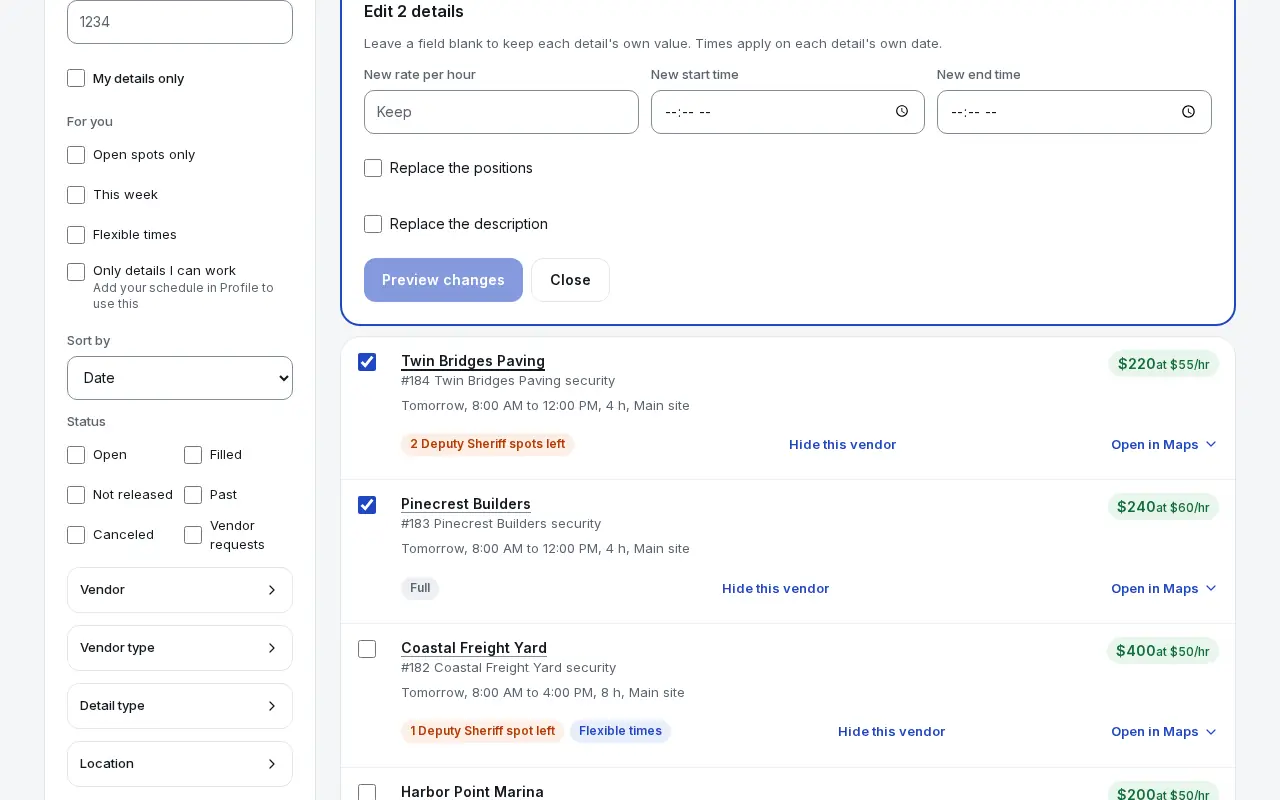 1234
My details only
For you
Open spots only
This week
Flexible times
Only details I can work
Add your schedule in Profile to
use this
Sort by
Date
Status
Open
Filled
Not released
Past
Canceled
Vendor
requests
Vendor
Vendor type
Detail type
Location
Edit 2 details
Leave a field blank to keep each detail's own value. Times apply on each detail's own date.
New rate per hour
New start time
New end time
Keep
--:-- --
--:-- --
Replace the positions
Replace the description
Preview changes
Close
Twin Bridges Paving
$220at $55/hr
#184 Twin Bridges Paving security
Tomorrow, 8:00 AM to 12:00 PM, 4 h, Main site
2 Deputy Sheriff spots left
Hide this vendor
Open in Maps
Pinecrest Builders
$240at $60/hr
#183 Pinecrest Builders security
Tomorrow, 8:00 AM to 12:00 PM, 4 h, Main site
Full
Hide this vendor
Open in Maps
Coastal Freight Yard
$400at $50/hr
#182 Coastal Freight Yard security
Tomorrow, 8:00 AM to 4:00 PM, 8 h, Main site
1 Deputy Sheriff spot left
Flexible times
Hide this vendor
Open in Maps
Harbor Point Marina
$200at $50/hr